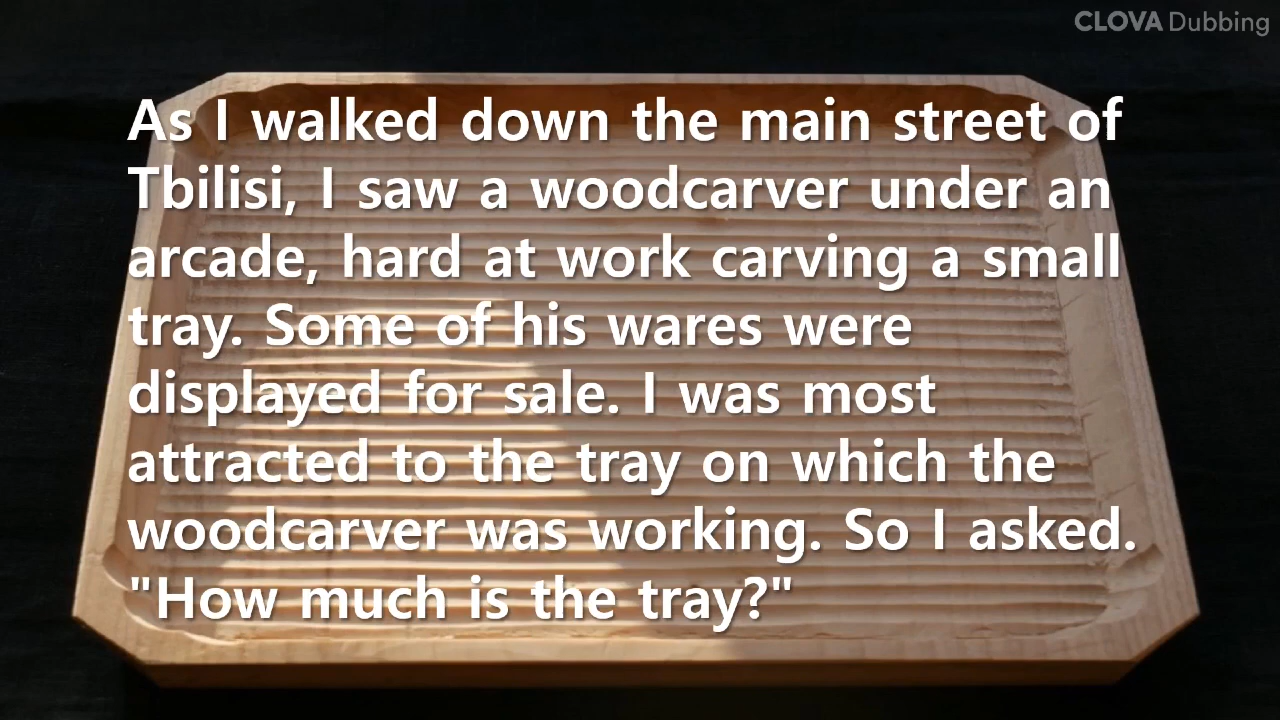 CLOVA Dubbing
As I walked down the main street of
Tbilisi, I saw a woodcarver under an
arcade, hard at work carving a small
tray. Some of his wares were
displayed for sale. I was most
attracted to the tray on which the
woodcarver was working. So I asked.
"How much is the tray?"